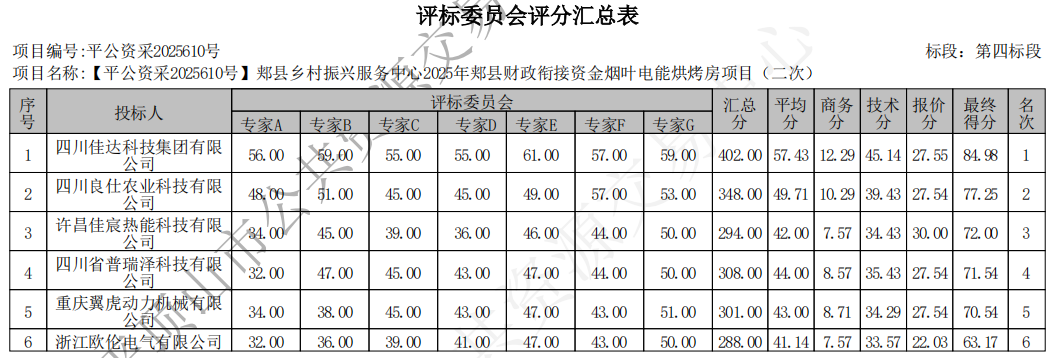 评标委员会评分汇总表
项目编号:平公资采2025610号 标段：第四标段
项目名称:【平公资采2025610号】郏县乡村振兴服务中心2025年郏县财政衔接资金烟叶电能烘烤房项目（二次）
序号 投标人 评标委员会 汇总分 平均分 商务分 技术分 报价分 最终得分 名次
专家A 专家B 专家C 专家D 专家E 专家F 专家G
1 四川佳达科技集团有限公司 56.00 59.00 55.00 55.00 61.00 57.00 59.00 402.00 57.43 12.29 45.14 27.55 84.98 1
2 四川良仕农业科技有限公司 48.00 51.00 45.00 45.00 49.00 57.00 53.00 348.00 49.71 10.29 39.43 27.54 77.25 2
3 许昌佳宸热能科技有限公司 34.00 45.00 39.00 36.00 46.00 44.00 50.00 294.00 42.00 7.57 34.43 30.00 72.00 3
4 四川省普瑞泽科技有限公司 32.00 47.00 45.00 43.00 47.00 44.00 50.00 308.00 44.00 8.57 35.43 27.54 71.54 4
5 重庆翼虎动力机械有限公司 34.00 38.00 45.00 43.00 47.00 43.00 51.00 301.00 43.00 8.71 34.29 27.54 70.54 5
6 浙江欧伦电气有限公司 32.00 36.00 39.00 41.00 47.00 43.00 50.00 288.00 41.14 7.57 33.57 22.03 63.17 6